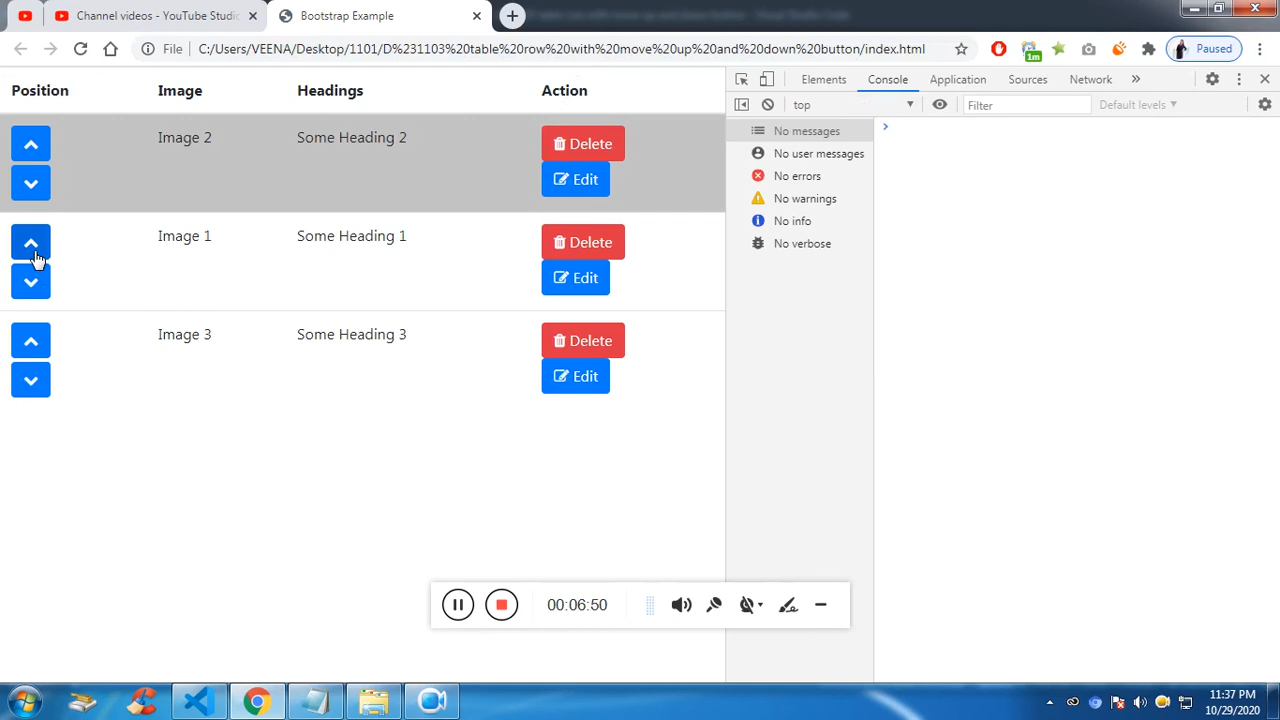 Channel videos - YouTube Studio
Bootstrap Example
File
C:/Users/VEENA/Desktop/1101/D%231103%20table%20row%20with%20move%20up%20and%20down%20button/index.html
1m
Paused
Position Image Headings Action
Image 2 Some Heading 2 Delete
Edit
Image 1 Some Heading 1 Delete
Edit
Image 3 Some Heading 3 Delete
Edit
Elements Console Application Sources Network
top Filter Default levels
No messages
No user messages
No errors
No warnings
No info
No verbose
00:06:50
11:37 PM
10/29/2020